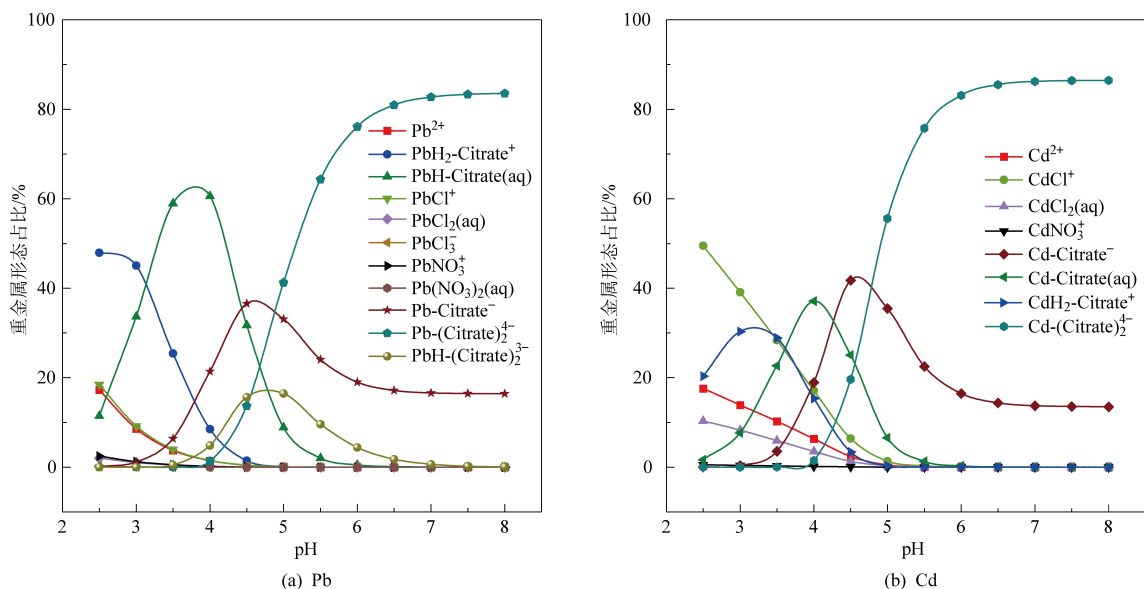 100
80
60
40
20
0
重金属形态占比/%
Pb²⁺
PbH₂-Citrate⁺
PbH-Citrate(aq)
PbCl⁺
PbCl₂(aq)
PbCl₃⁻
PbNO₃⁺
Pb(NO₃)₂(aq)
Pb-Citrate⁻
Pb-(Citrate)₂⁴⁻
PbH-(Citrate)₂³⁻
2 3 4 5 6 7 8
pH
(a) Pb
100
80
60
40
20
0
重金属形态占比/%
Cd²⁺
CdCl⁺
CdCl₂(aq)
CdNO₃⁺
Cd-Citrate⁻
Cd-Citrate(aq)
CdH₂-Citrate⁺
Cd-(Citrate)₂⁴⁻
2 3 4 5 6 7 8
pH
(b) Cd